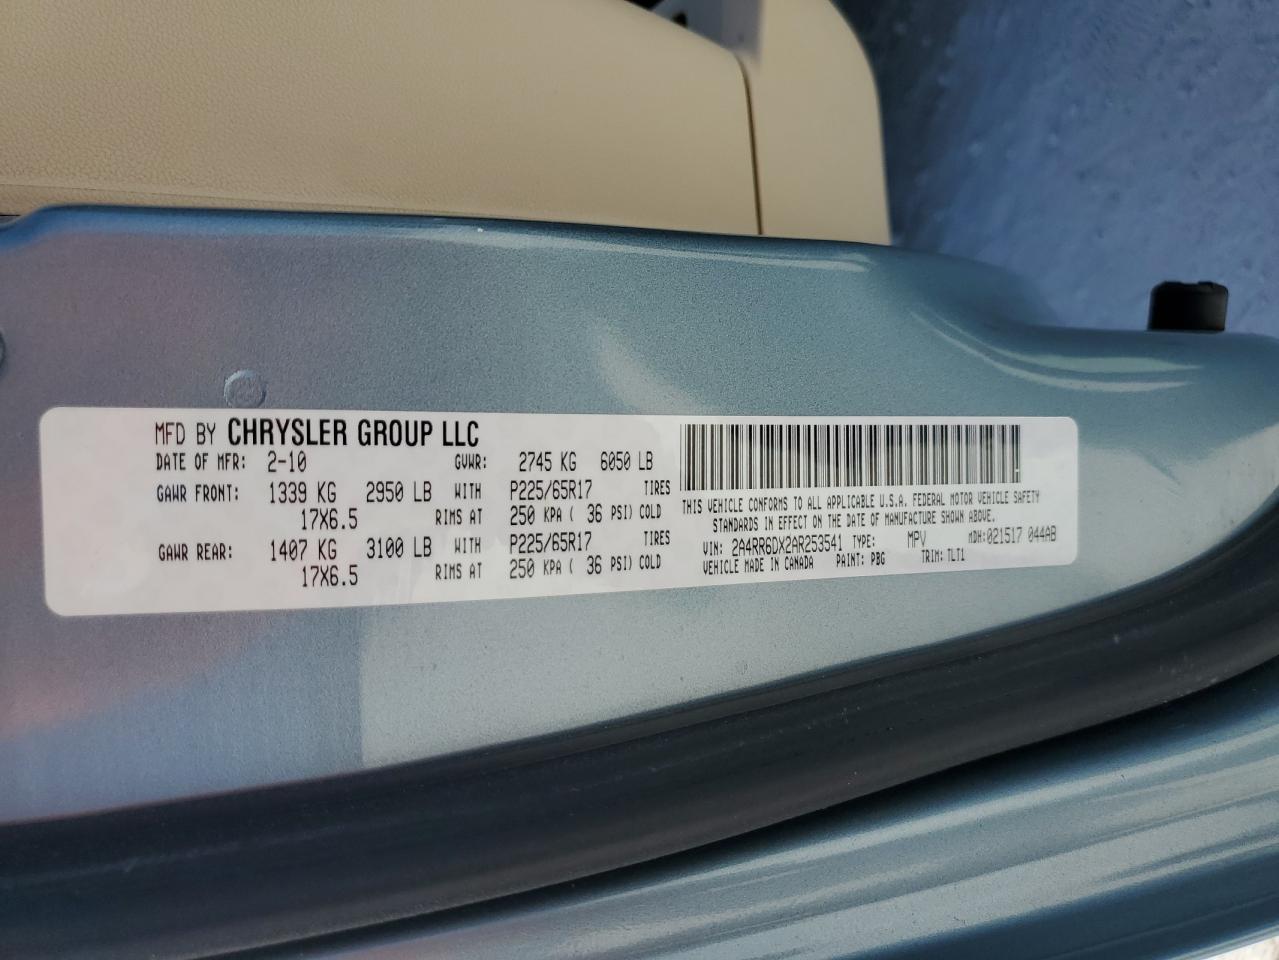 MFD BY CHRYSLER GROUP LLC
DATE OF MFR: 2-10 GVWR: 2745 KG 6050 LB
GAWR FRONT: 1339 KG 2950 LB WITH P225/65R17 TIRES
17X6.5 RIMS AT 250 KPA ( 36 PSI) COLD
GAWR REAR: 1407 KG 3100 LB WITH P225/65R17 TIRES
17X6.5 RIMS AT 250 KPA ( 36 PSI) COLD
THIS VEHICLE CONFORMS TO ALL APPLICABLE U.S.A. FEDERAL MOTOR VEHICLE SAFETY
STANDARDS IN EFFECT ON THE DATE OF MANUFACTURE SHOWN ABOVE.
VIN: 2A4RR6DX2AR253541 TYPE: MPV MDH: 021517 044AB
VEHICLE MADE IN CANADA PAINT: PBG TRIM: TLT1